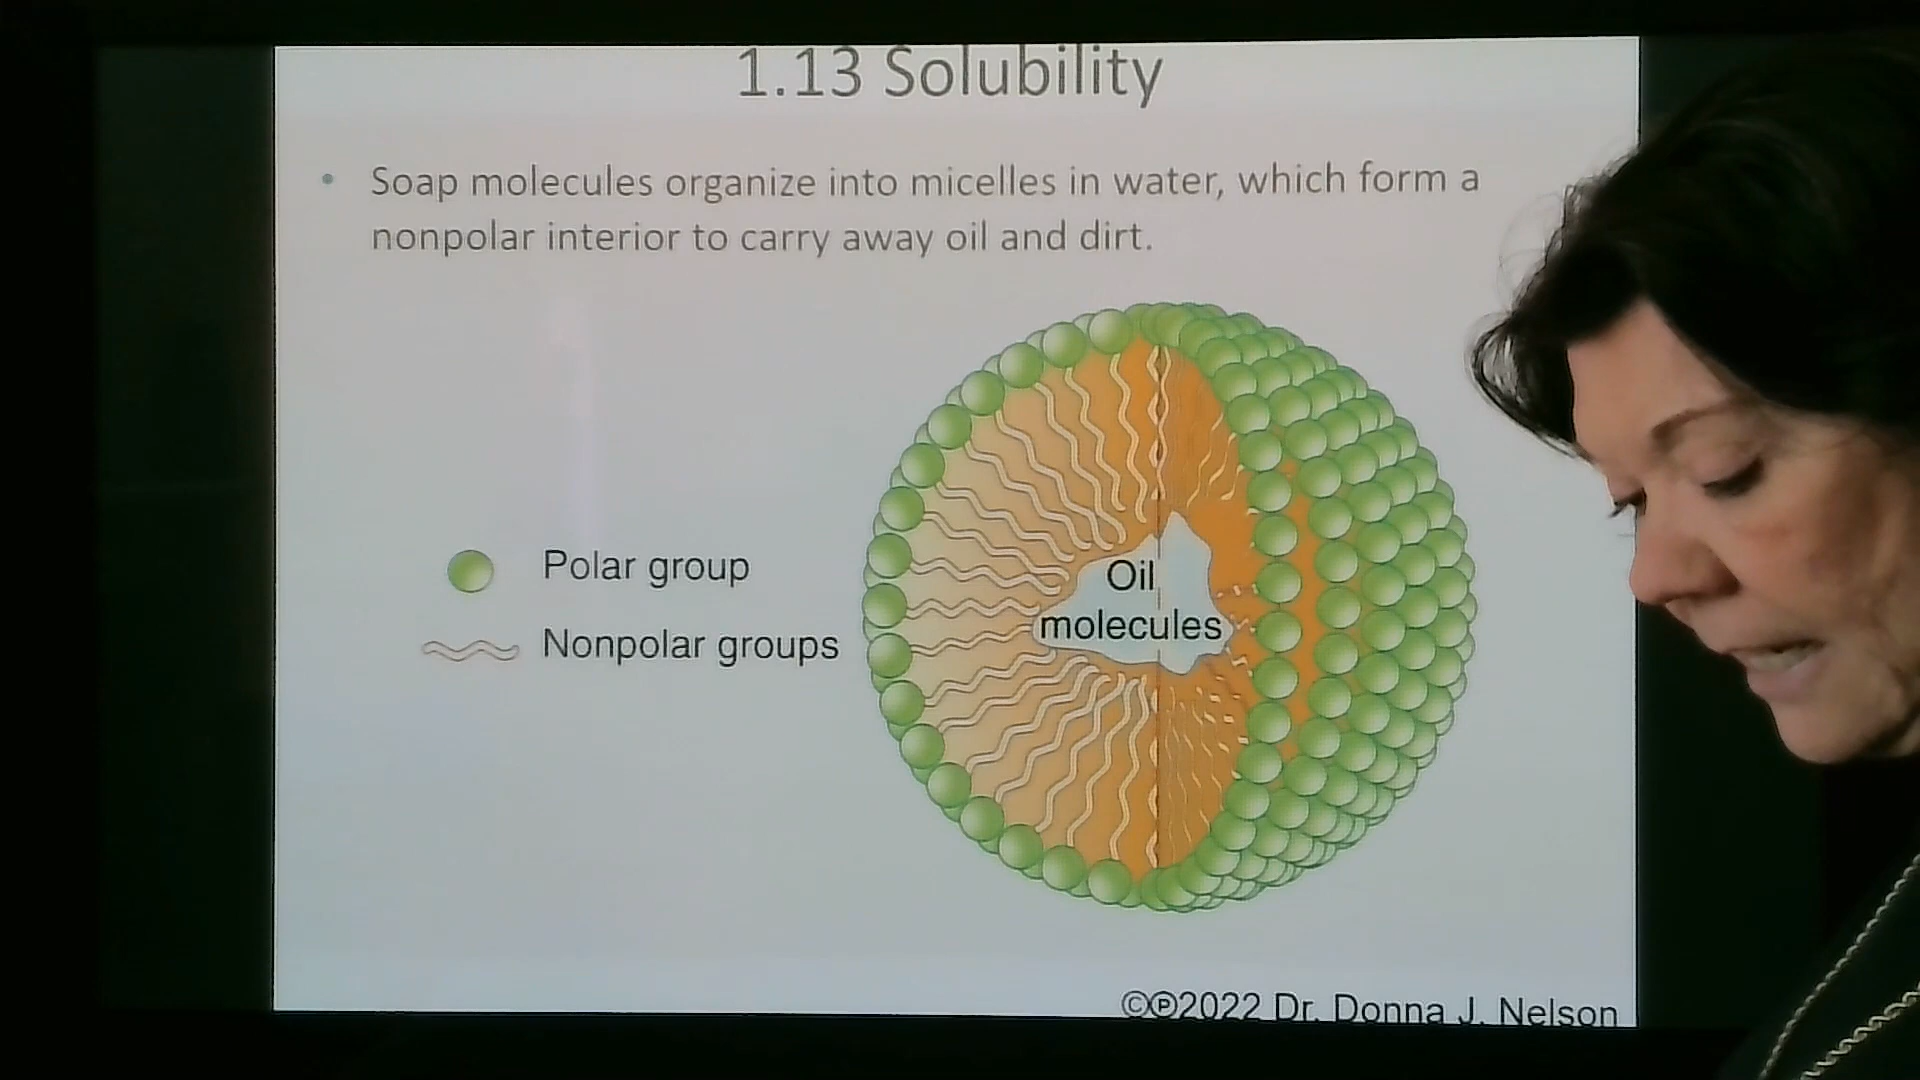 1.13 Solubility
• Soap molecules organize into micelles in water, which form a
nonpolar interior to carry away oil and dirt.
Polar group
Nonpolar groups
Oil
molecules
©℗2022 Dr. Donna J. Nelson